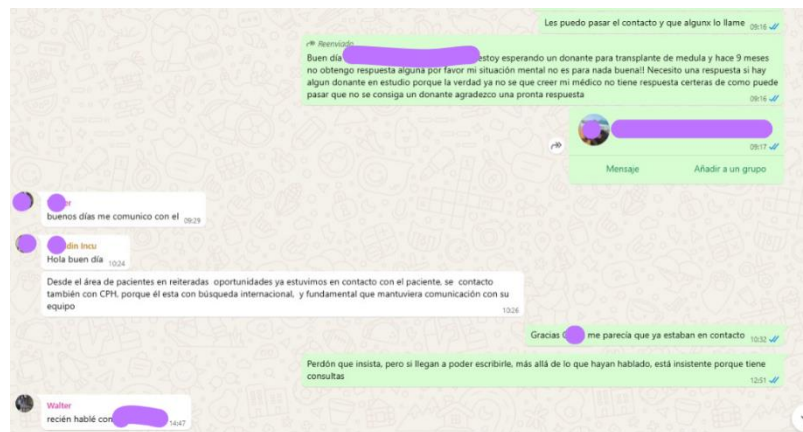 Les puedo pasar el contacto y que algunx lo llame 09:16
Reenviado
Buen día estoy esperando un donante para transplante de medula y hace 9 meses
no obtengo respuesta alguna por favor mi situación mental no es para nada buena!! Necesito una respuesta si hay
algun donante en estudio porque la verdad ya no se que creer mi médico no tiene respuesta certeras de como puede
pasar que no se consiga un donante agradezco una pronta respuesta
09:16
09:17
Mensaje Añadir a un grupo
r
buenos días me comunico con el 09:29
din Incu
Hola buen día 10:24
Desde el área de pacientes en reiteradas oportunidades ya estuvimos en contacto con el paciente, se contacto
también con CPH, porque él esta con búsqueda internacional, y fundamental que mantuviera comunicación con su
equipo
10:26
Gracias me parecía que ya estaban en contacto 10:32
Perdón que insista, pero si llegan a poder escribirle, más allá de lo que hayan hablado, está insistente porque tiene
consultas
12:51
Walter
recién hablé con 14:47